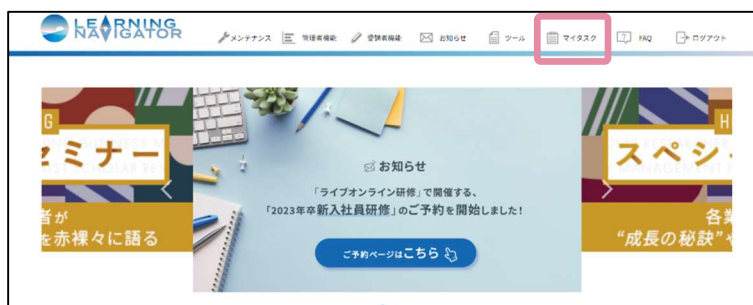 LEARNING
NAVIGATOR
メンテナンス 管理者機能 受験者機能 お知らせ ツール マイタスク FAQ ログアウト
G
セミナー
者が
を赤裸々に語る
お知らせ
「ライブオンライン研修」で開催する、
「2023年卒新入社員研修」のご予約を開始しました!
ご予約ページはこちら
H
スペシ
各業
“成長の秘訣”や